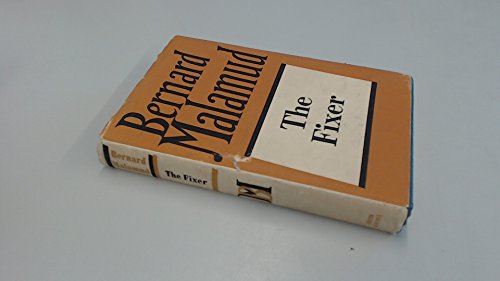 Bernard
Malamud
The
Fixer
Bernard
Malamud
The Fixer